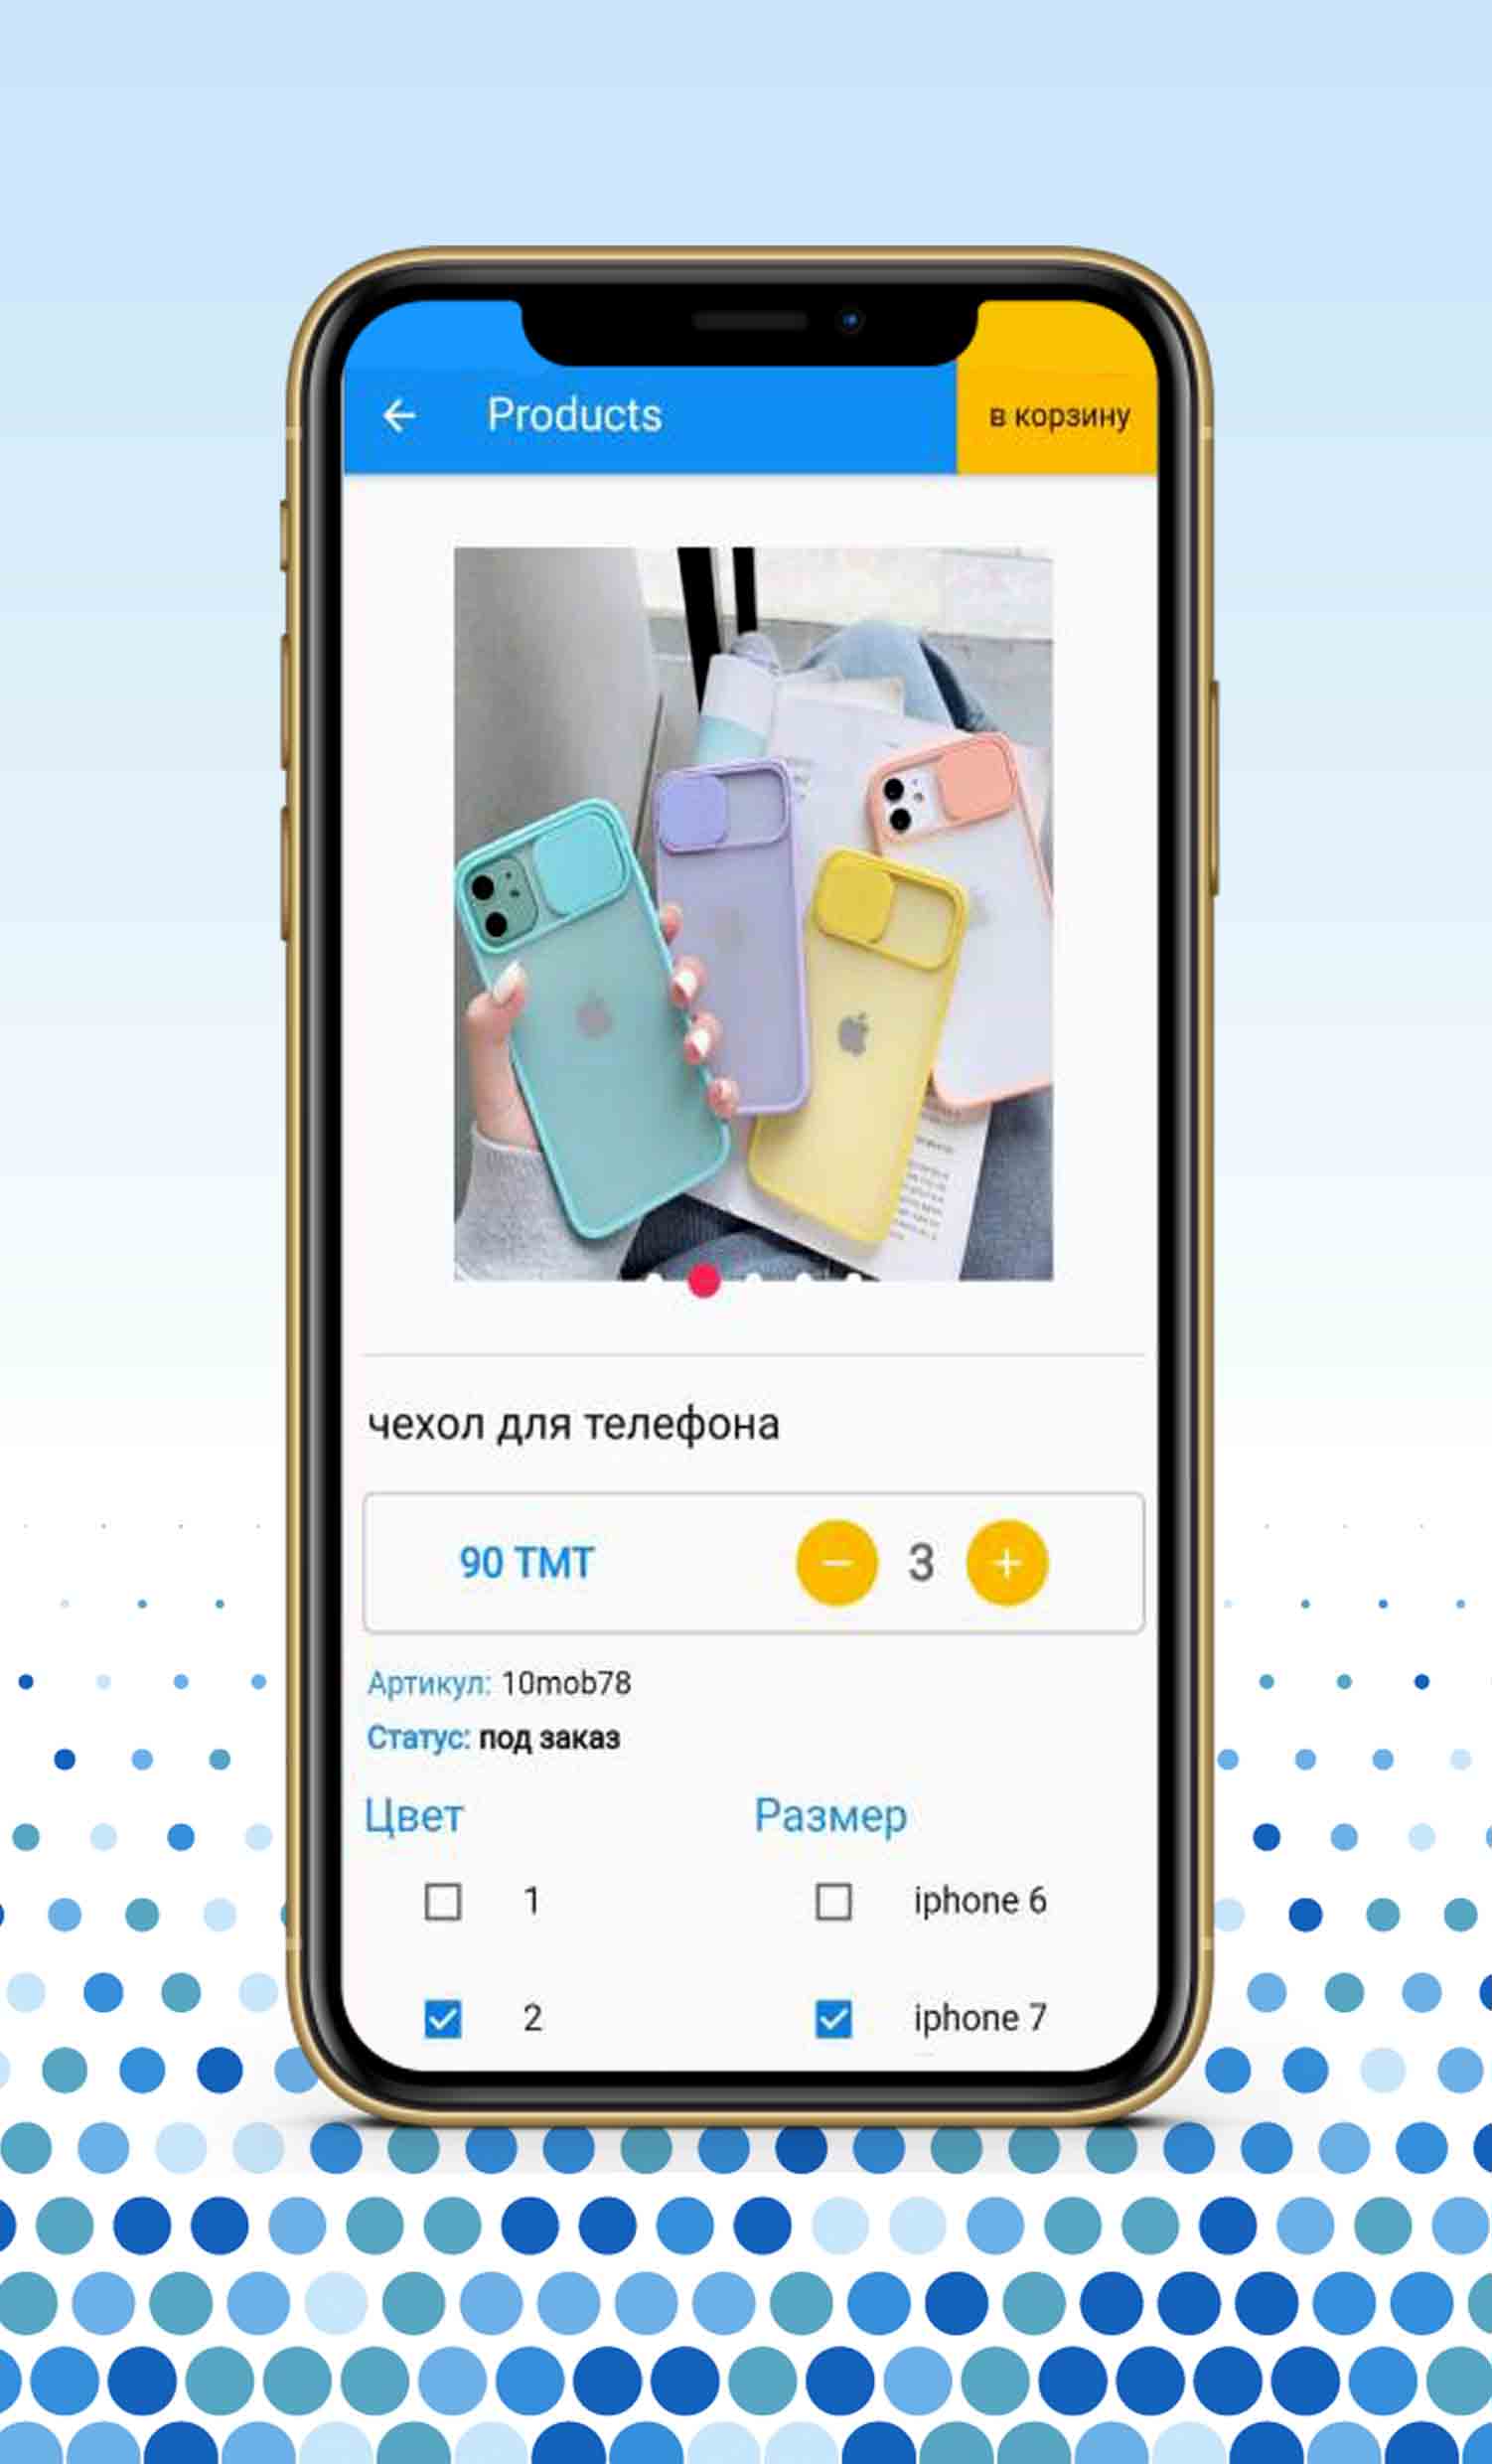 Products
в корзину
чехол для телефона
90 TMT
3
Артикул: 10mob78
Статус: под заказ
Цвет
Размер
1
iphone 6
2
iphone 7